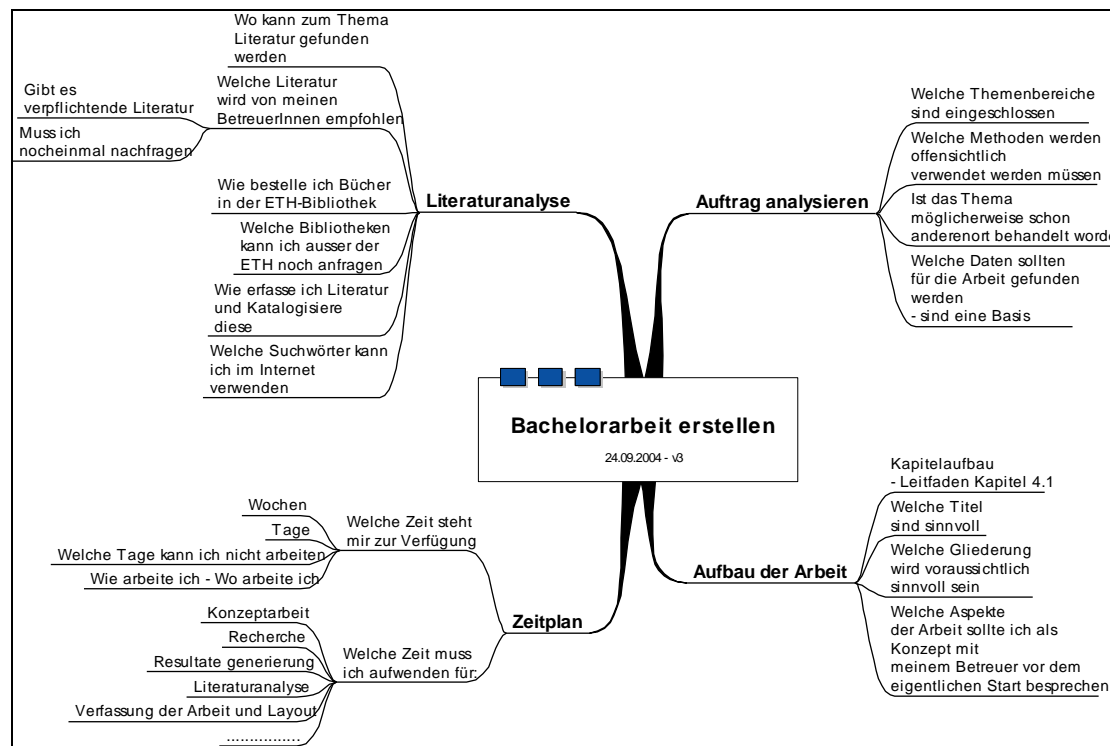 Wo kann zum Thema
Literatur gefunden
werden
Welche Literatur
wird von meinen
BetreuerInnen empfohlen
Gibt es
verpflichtende Literatur
Muss ich
nocheinmal nachfragen
Wie bestelle ich Bücher
in der ETH-Bibliothek
Welche Bibliotheken
kann ich ausser der
ETH noch anfragen
Wie erfasse ich Literatur
und Katalogisiere
diese
Welche Suchwörter kann
ich im Internet
verwenden
Literaturanalyse
Auftrag analysieren
Welche Themenbereiche
sind eingeschlossen
Welche Methoden werden
offensichtlich
verwendet werden müssen
Ist das Thema
möglicherweise schon
anderenort behandelt worde
Welche Daten sollten
für die Arbeit gefunden
werden
- sind eine Basis
Bachelorarbeit erstellen
24.09.2004 - v3
Wochen
Tage
Welche Tage kann ich nicht arbeiten
Wie arbeite ich - Wo arbeite ich
Welche Zeit steht
mir zur Verfügung
Konzeptarbeit
Recherche
Resultate generierung
Literaturanalyse
Verfassung der Arbeit und Layout
................
Welche Zeit muss
ich aufwenden für:
Zeitplan
Aufbau der Arbeit
Kapitelaufbau
- Leitfaden Kapitel 4.1
Welche Titel
sind sinnvoll
Welche Gliederung
wird voraussichtlich
sinnvoll sein
Welche Aspekte
der Arbeit sollte ich als
Konzept mit
meinem Betreuer vor dem
eigentlichen Start besprechen